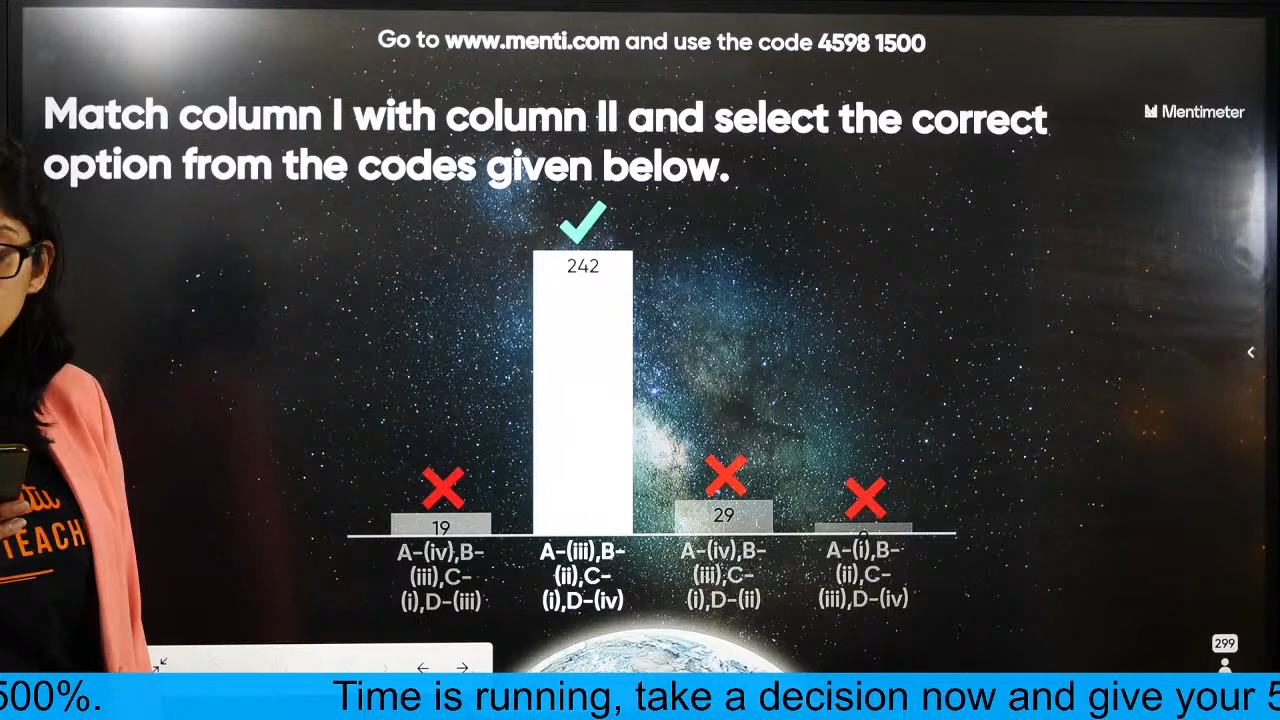 Go to www.menti.com and use the code 4598 1500
Match column I with column II and select the correct
option from the codes given below.
Mentimeter
242
19
29
A-(iv),B-
(iii),C-
(i),D-(iii)
A-(iii),B-
(ii),C-
(i),D-(iv)
A-(iv),B-
(iii),C-
(i),D-(ii)
A-(i),B-
(ii),C-
(iii),D-(iv)
TEACH
299
500%. Time is running, take a decision now and give your 5